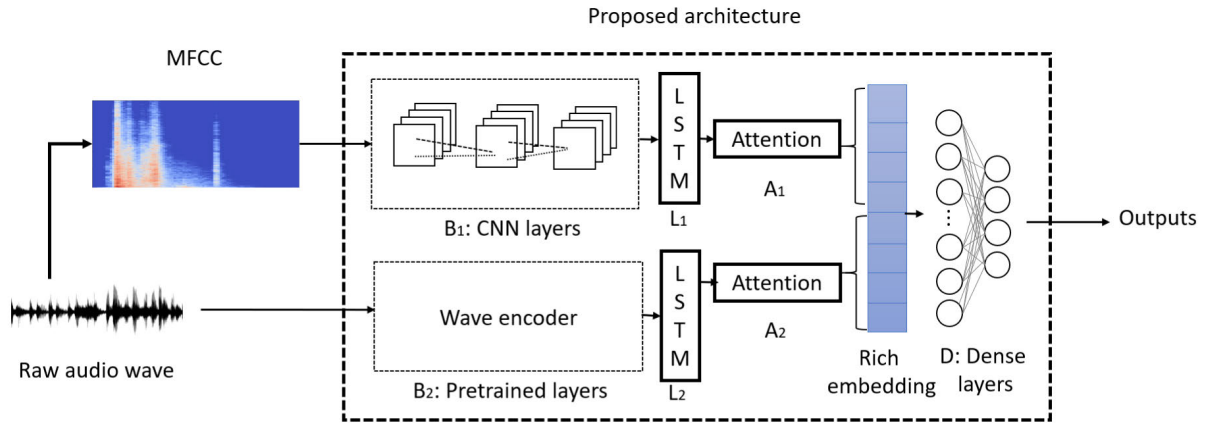 Proposed architecture
MFCC
L
S
T
M
Attention
A1
L1
B1: CNN layers
Outputs
L
S
T
M
Attention
A2
Wave encoder
Raw audio wave
B2: Pretrained layers
L2
Rich
embedding
D: Dense
layers